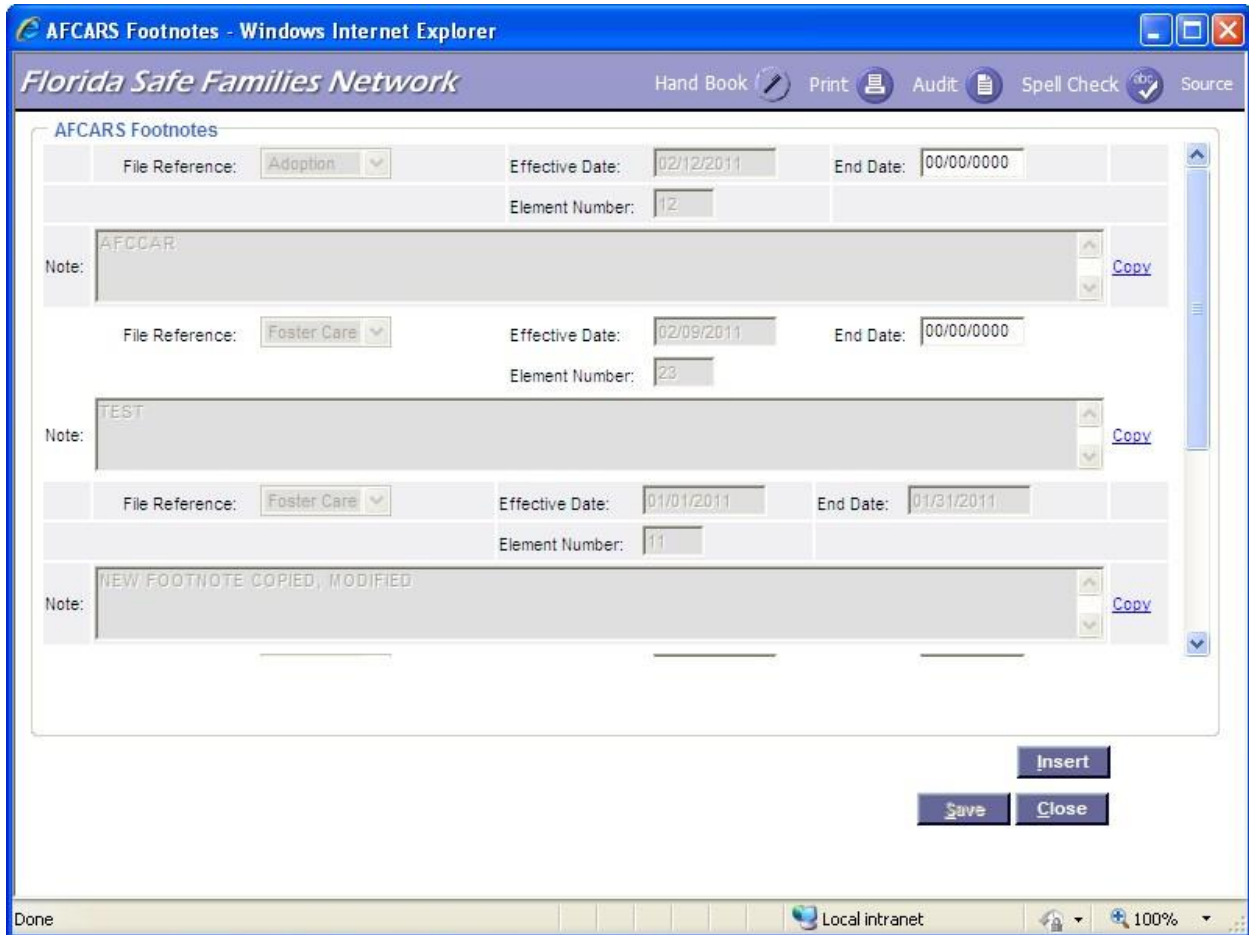 AFCARS Footnotes - Windows Internet Explorer
Florida Safe Families Network Hand Book Print Audit Spell Check abc Source
AFCARS Footnotes
File Reference: Adoption Effective Date: 02/12/2011 End Date: 00/00/0000
Element Number: 12
Note: AFCCAR Copy
File Reference: Foster Care Effective Date: 02/09/2011 End Date: 00/00/0000
Element Number: 23
Note: TEST Copy
File Reference: Foster Care Effective Date: 01/01/2011 End Date: 01/31/2011
Element Number: 11
Note: NEW FOOTNOTE COPIED, MODIFIED Copy
Insert
Save Close
Done Local intranet 100%